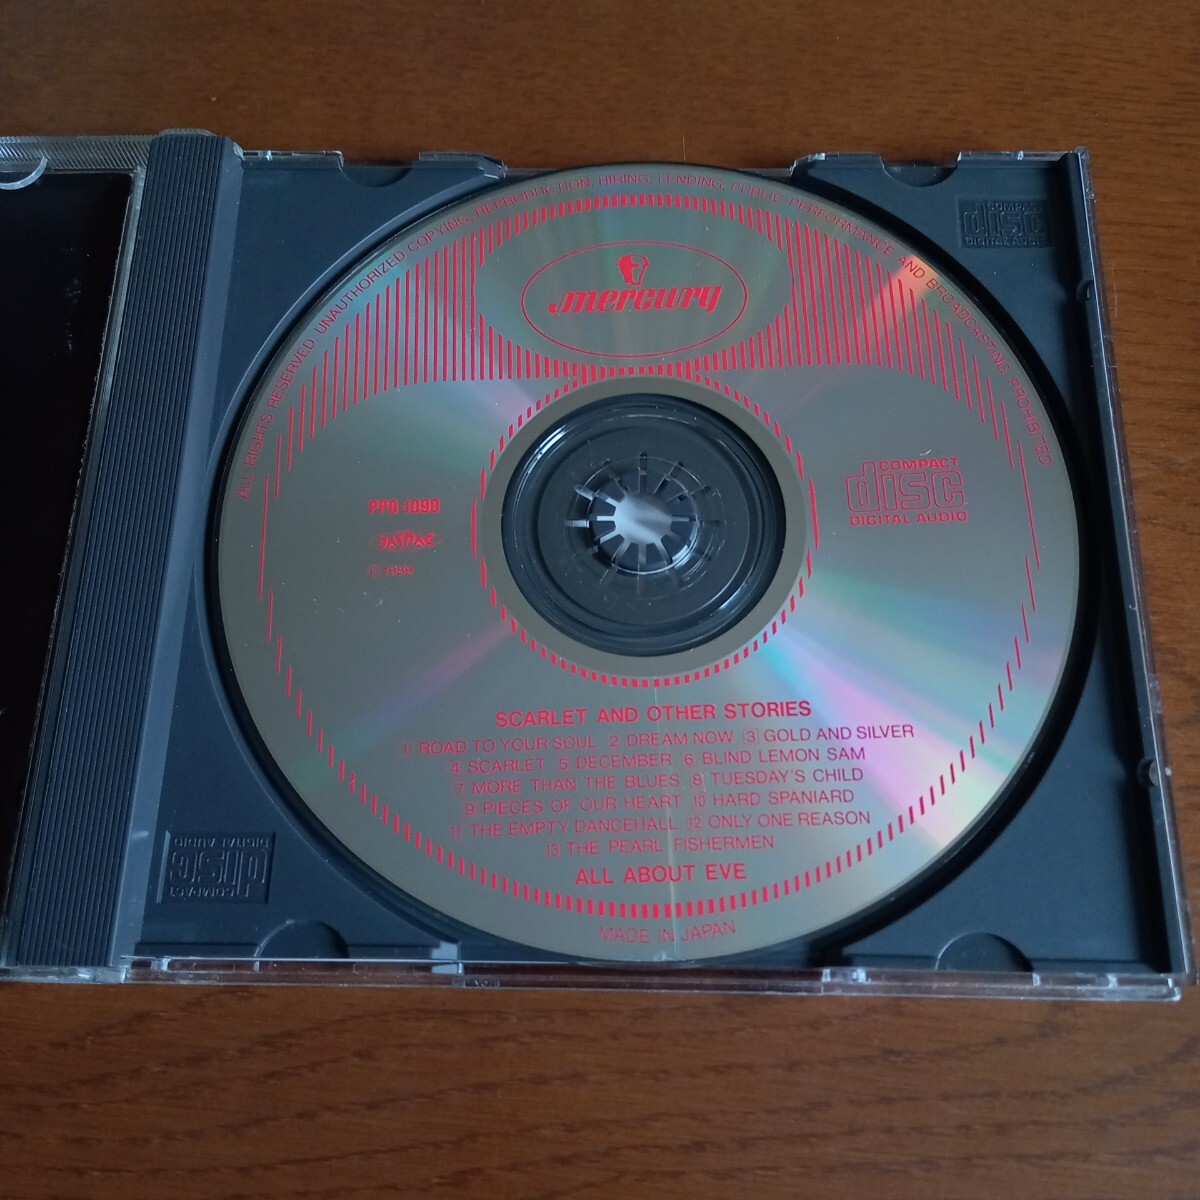 ALL RIGHTS RESERVED UNAUTHORIZED COPYING, REPRODUCTION, HIRING, LENDING, PUBLIC PERFORMANCE AND BROADCASTING PROHIBITED
mercury
COMPACT
disc
DIGITAL AUDIO
PPD-1090
JASRAC
℗ 1989
COMPACT
disc
DIGITAL AUDIO
SCARLET AND OTHER STORIES
1 ROAD TO YOUR SOUL 2 DREAM NOW 3 GOLD AND SILVER
4 SCARLET 5 DECEMBER 6 BLIND LEMON SAM
7 MORE THAN THE BLUES 8 TUESDAY'S CHILD
9 PIECES OF OUR HEART 10 HARD SPANIARD
11 THE EMPTY DANCEHALL 12 ONLY ONE REASON
13 THE PEARL FISHERMEN
ALL ABOUT EVE
MADE IN JAPAN
COMPACT
disc
DIGITAL AUDIO